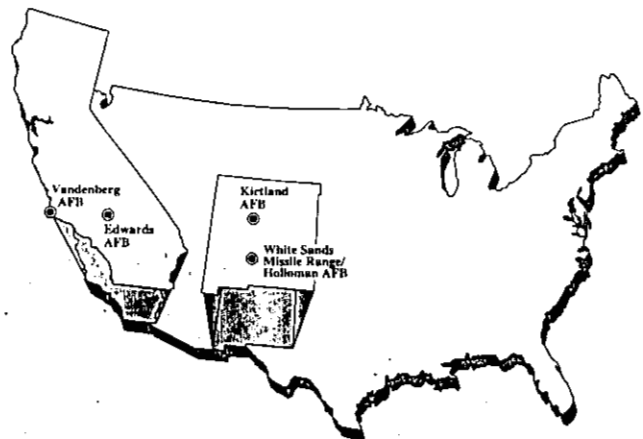 Vandenberg
AFB
Edwards
AFB
Kirtland
AFB
White Sands
Missile Range/
Holloman AFB